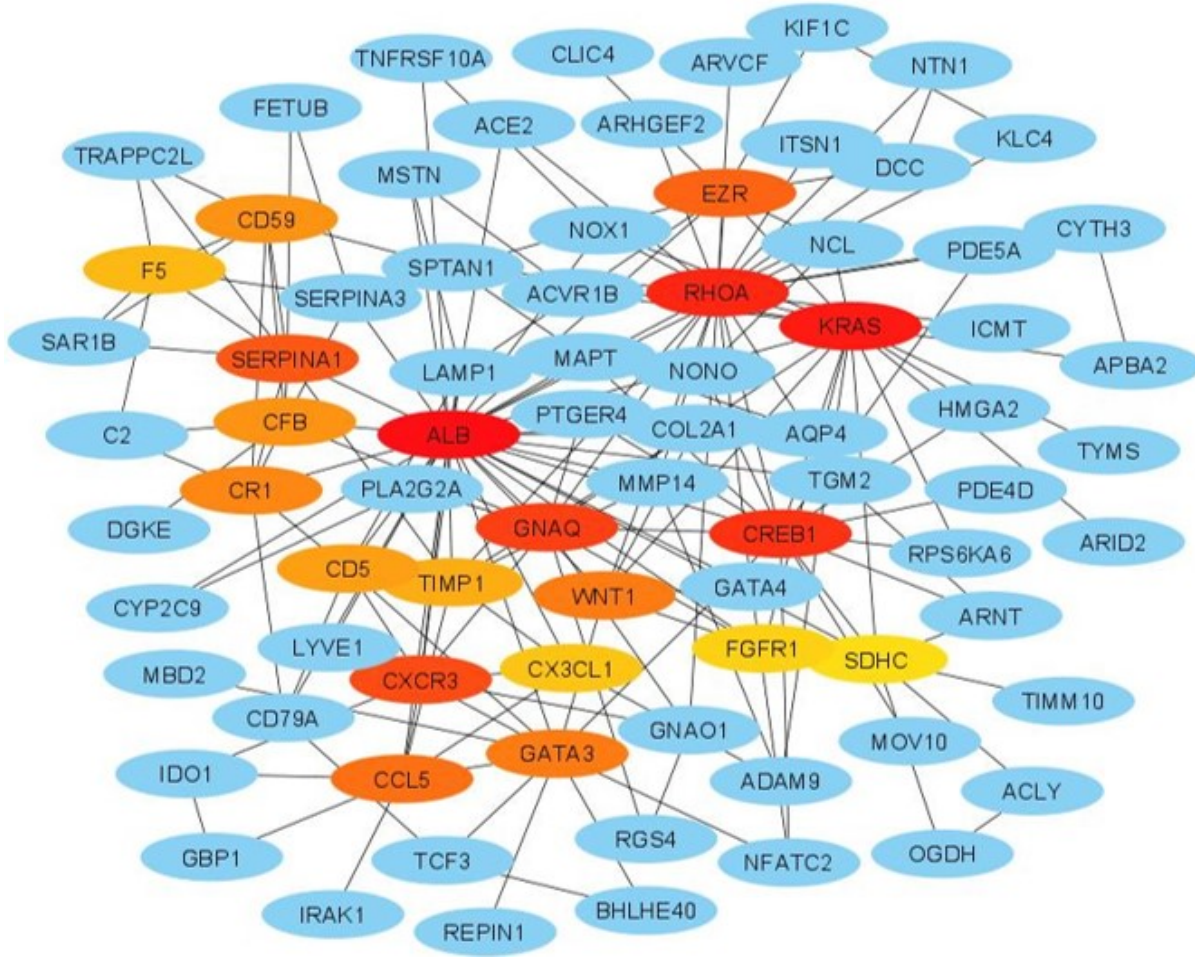 KIF1C
TNFRSF10A
CLIC4
ARVCF
NTN1
FETUB
ACE2
ARHGEF2
ITSN1
KLC4
TRAPPC2L
MSTN
DCC
EZR
CD59
NOX1
NCL
CYTH3
PDE5A
F5
SPTAN1
SERPINA3
ACVR1B
RHOA
KRAS
ICMT
SAR1B
SERPINA1
LAMP1
MAPT
NONO
APBA2
HMGA2
C2
CFB
ALB
PTGER4
COL2A1
AQP4
TYMS
CR1
PLA2G2A
MMP14
TGM2
PDE4D
DGKE
GNAQ
CREB1
ARID2
RPS6KA6
CD5
TIMP1
WNT1
GATA4
CYP2C9
ARNT
LYVE1
FGFR1
SDHC
MBD2
CXCR3
CX3CL1
TIMM10
CD79A
GNAO1
MOV10
IDO1
CCL5
GATA3
ADAM9
ACLY
GBP1
TCF3
RGS4
NFATC2
OGDH
IRAK1
REPIN1
BHLHE40